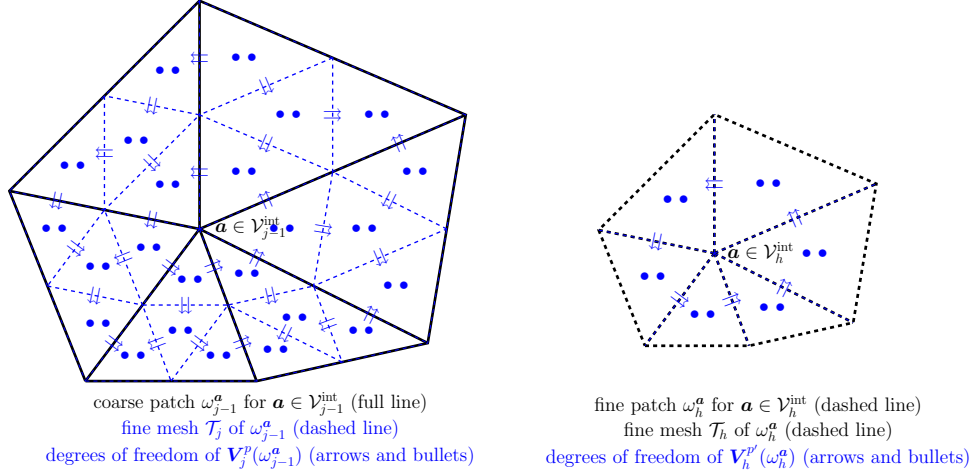 a ∈ 𝒱_{j−1}^{int}
a ∈ 𝒱_h^{int}
coarse patch ω_{j−1}^{a} for a ∈ 𝒱_{j−1}^{int} (full line)
fine mesh 𝒯_j of ω_{j−1}^{a} (dashed line)
degrees of freedom of V_j^p(ω_{j−1}^{a}) (arrows and bullets)
fine patch ω_h^{a} for a ∈ 𝒱_h^{int} (dashed line)
fine mesh 𝒯_h of ω_h^{a} (dashed line)
degrees of freedom of V_h^{p′}(ω_h^{a}) (arrows and bullets)